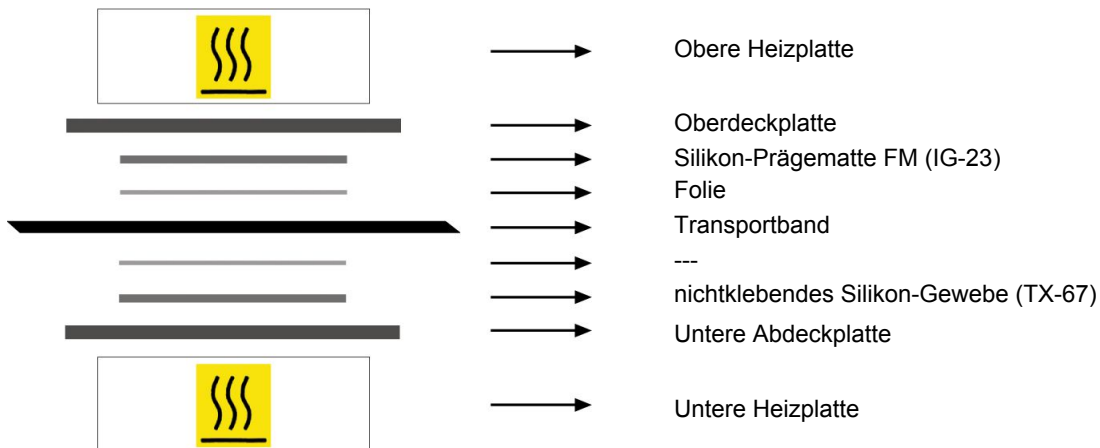 Obere Heizplatte
Oberdeckplatte
Silikon-Prägematte FM (IG-23)
Folie
Transportband
---
nichtklebendes Silikon-Gewebe (TX-67)
Untere Abdeckplatte
Untere Heizplatte